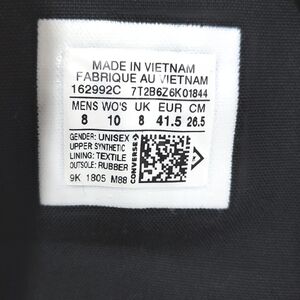 MADE IN VIETNAM
FABRIQUE AU VIETNAM
162992C 7T2B6Z6K01844
MENS WO'S UK EUR CM
8 10 8 41.5 26.5
GENDER: UNISEX
UPPER SYNTHETIC
LINING: TEXTILE
OUTSOLE: RUBBER
9K 1805 M88
CONVERSE